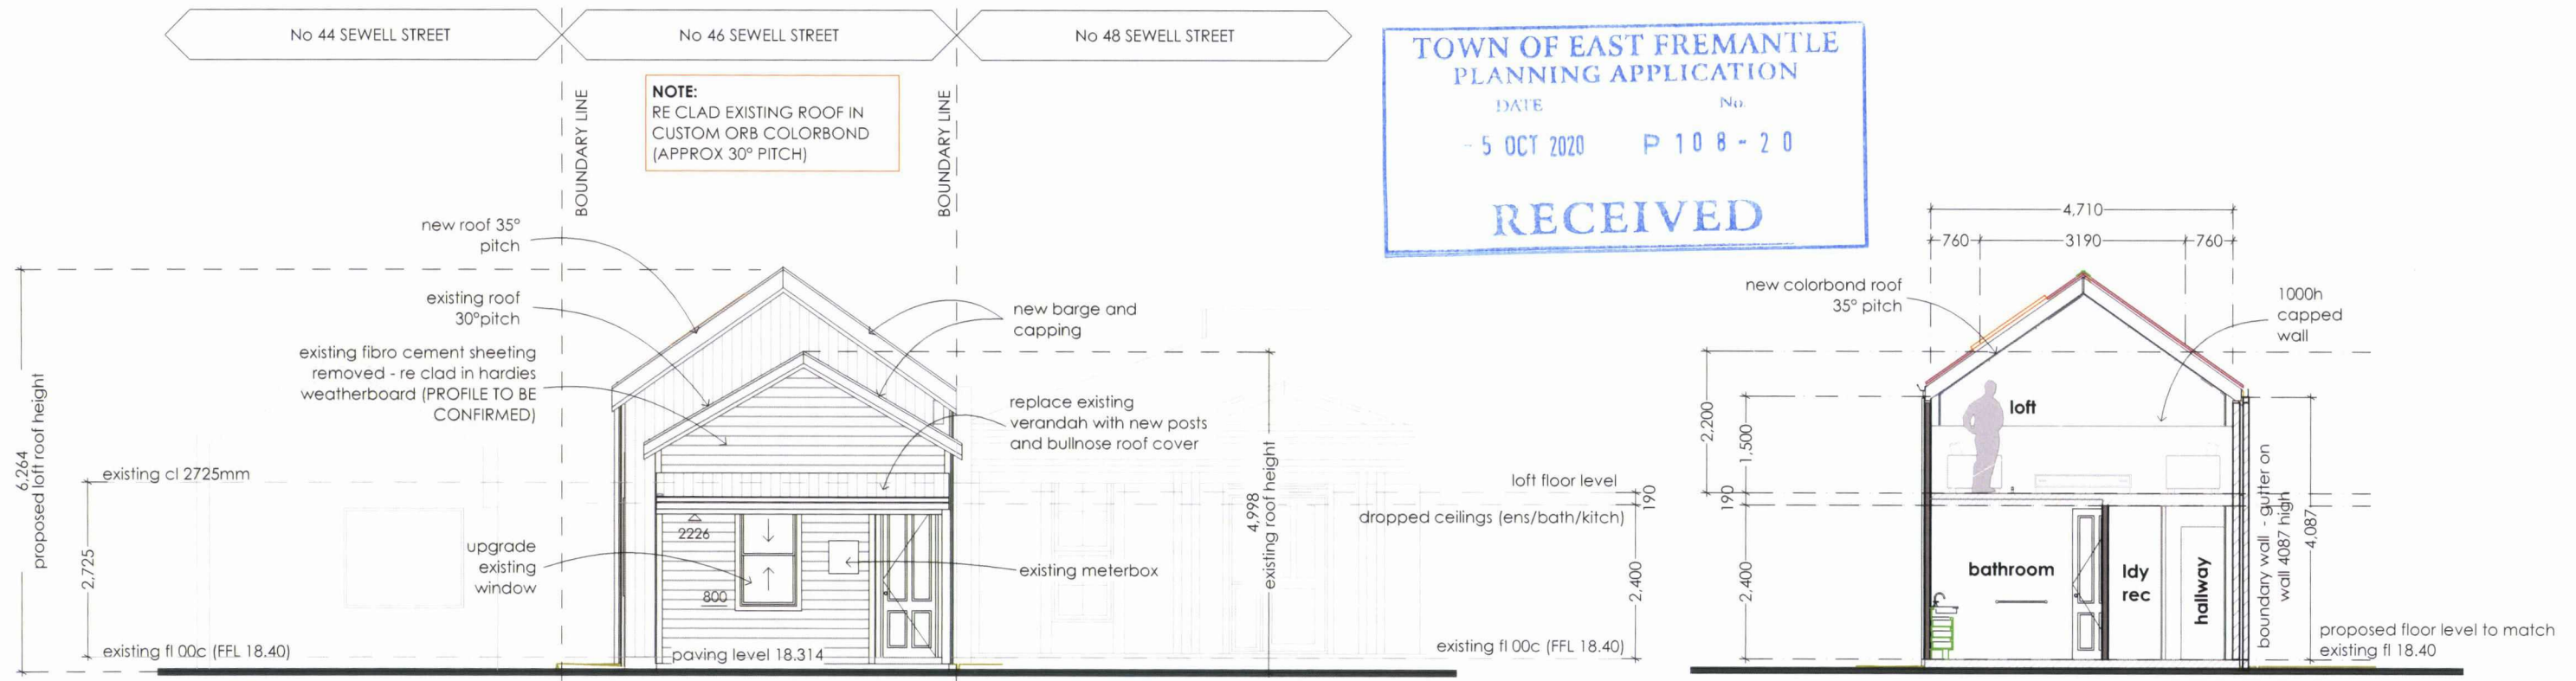 No 44 SEWELL STREET
No 46 SEWELL STREET
No 48 SEWELL STREET
NOTE:
RE CLAD EXISTING ROOF IN
CUSTOM ORB COLORBOND
(APPROX 30º PITCH)
BOUNDARY LINE
BOUNDARY LINE
TOWN OF EAST FREMANTLE
PLANNING APPLICATION
DATE No.
- 5 OCT 2020 P 108-20
RECEIVED
new roof 35º
pitch
existing roof
30ºpitch
existing fibro cement sheeting
removed - re clad in hardies
weatherboard (PROFILE TO BE
CONFIRMED)
new barge and
capping
replace existing
verandah with new posts
and bullnose roof cover
6,264
proposed loft roof height
existing cl 2725mm
2,725
upgrade
existing
window
2226
800
existing meterbox
existing fl 00c (FFL 18.40)
paving level 18.314
4,998
existing roof height
loft floor level
190
dropped ceilings (ens/bath/kitch)
2,400
existing fl 00c (FFL 18.40)
4,710
760
3190
760
new colorbond roof
35º pitch
1000h
capped
wall
2,200
1,500
190
2,400
loft
bathroom
ldy
rec
hallway
boundary wall - gutter on
wall 4087 high
4,087
proposed floor level to match
existing fl 18.40